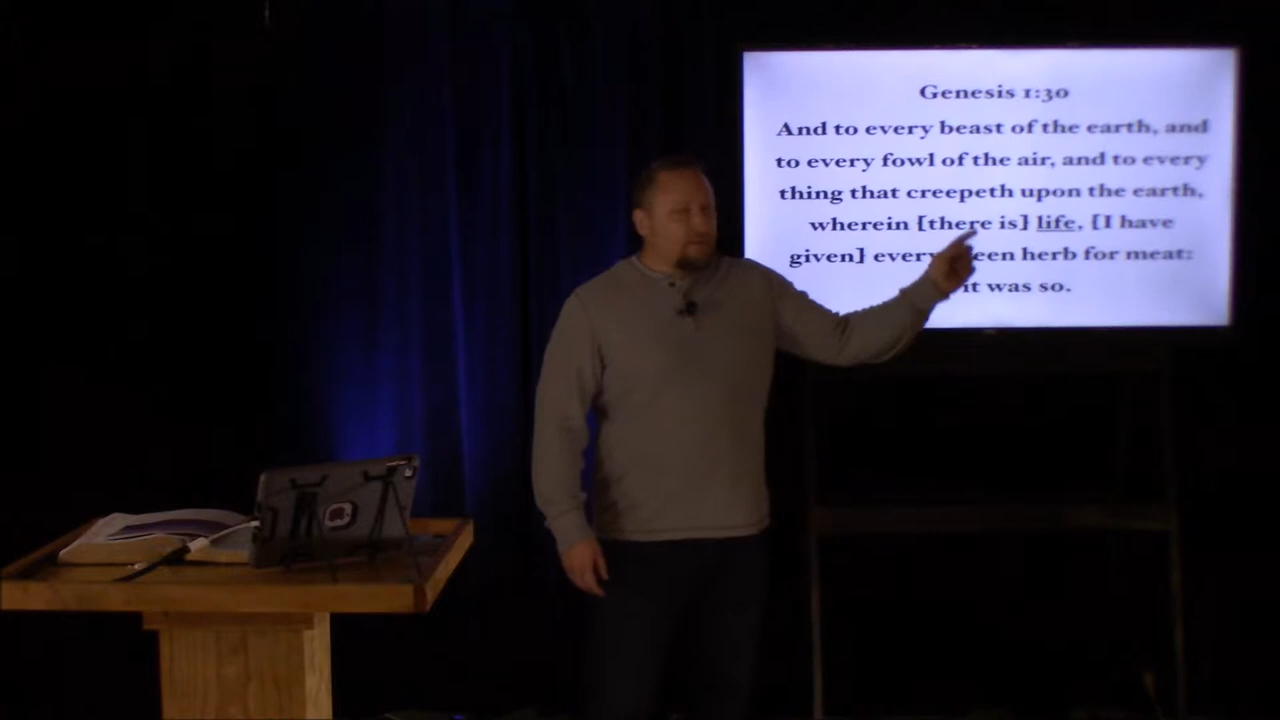 Genesis 1:30
And to every beast of the earth, and
to every fowl of the air, and to every
thing that creepeth upon the earth,
wherein [there is] life, [I have
given] every een herb for meat:
it was so.